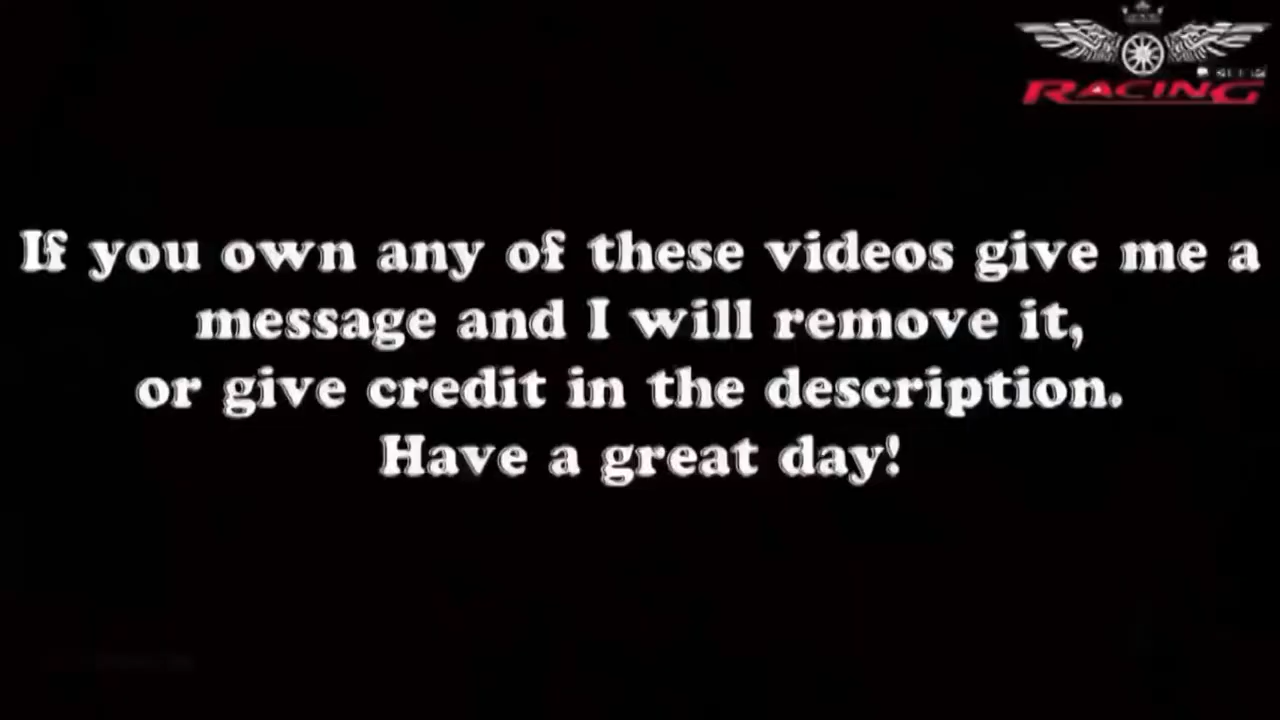 RACING
If you own any of these videos give me a
message and I will remove it,
or give credit in the description.
Have a great day!